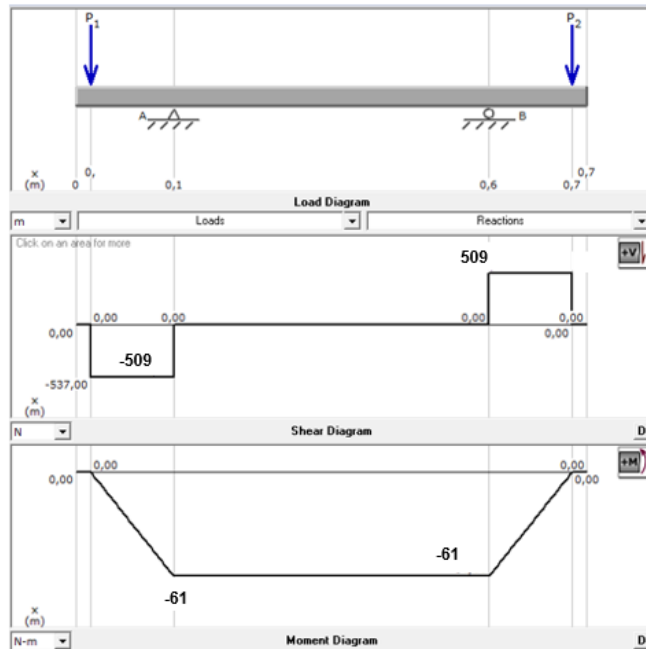 P1 P2
A B
x 0, 0,7
(m) 0 0,1 0,6 0,7
Load Diagram
m Loads Reactions
Click on an area for more
509 +V
0,00 0,00 0,00 0,00
0,00 0,00
-509
-537,00
x
(m)
N Shear Diagram D
0,00 0,00 +M
0,00 0,00
-61
-61
x
(m)
N-m Moment Diagram D